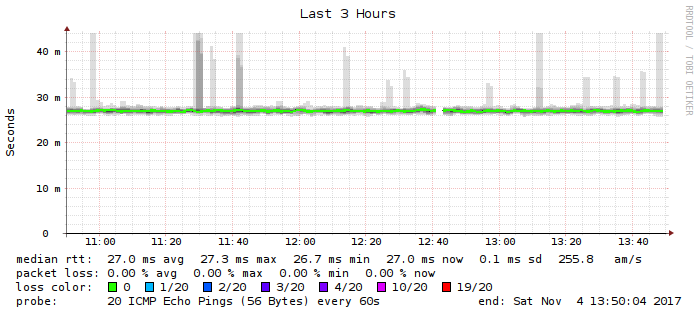 Last 3 Hours
RRDTOOL / TOBI OETIKER
Seconds
40 m
30 m
20 m
10 m
0
11:00 11:20 11:40 12:00 12:20 12:40 13:00 13:20 13:40
median rtt: 27.0 ms avg 27.3 ms max 26.7 ms min 27.0 ms now 0.1 ms sd 255.8 am/s
packet loss: 0.00 % avg 0.00 % max 0.00 % min 0.00 % now
loss color: 0 1/20 2/20 3/20 4/20 10/20 19/20
probe: 20 ICMP Echo Pings (56 Bytes) every 60s end: Sat Nov 4 13:50:04 2017